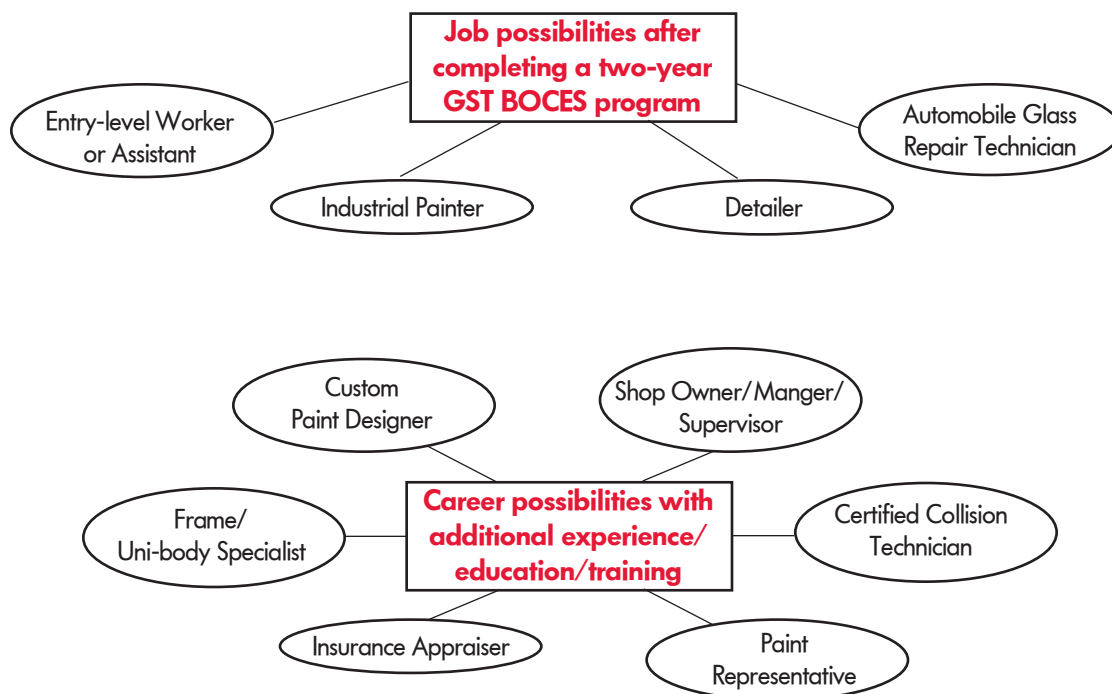 Job possibilities after
completing a two-year
GST BOCES program
Entry-level Worker
or Assistant
Automobile Glass
Repair Technician
Industrial Painter
Detailer
Custom
Paint Designer
Shop Owner/Manger/
Supervisor
Career possibilities with
additional experience/
education/training
Frame/
Uni-body Specialist
Certified Collision
Technician
Insurance Appraiser
Paint
Representative